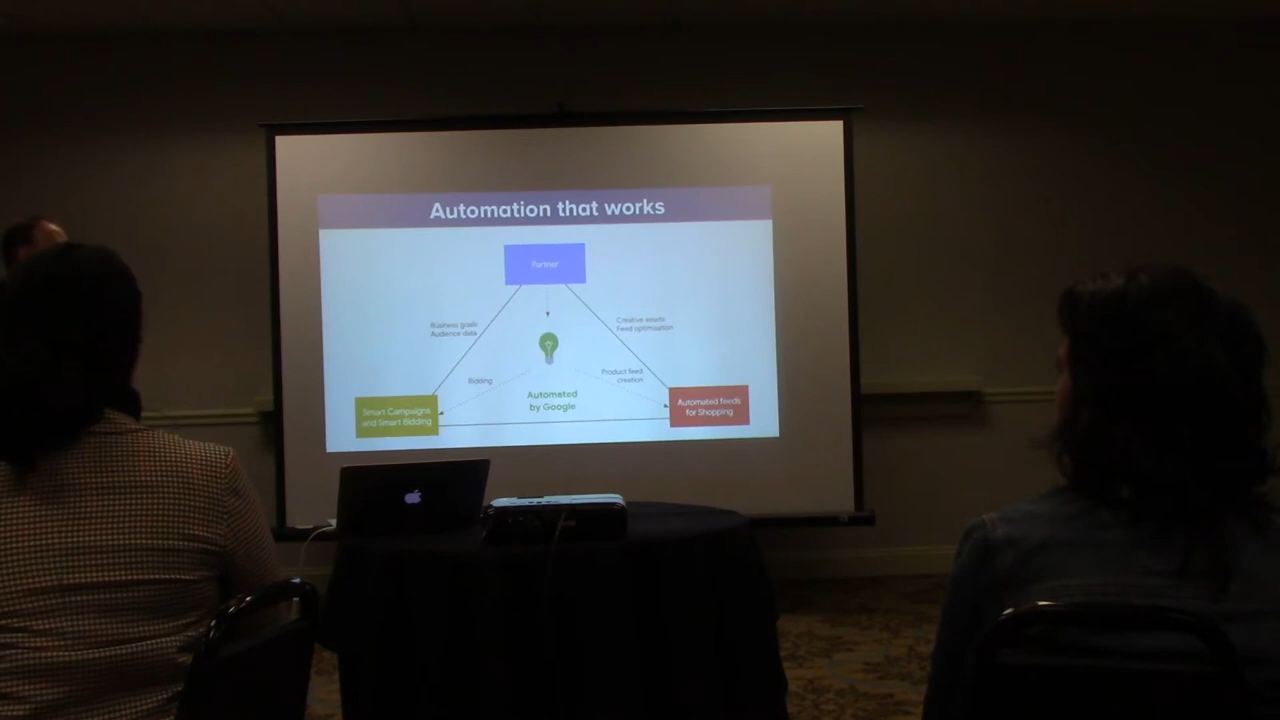 Automation that works
Partner
Business goals
Audience data
Creative assets
Feed optimisation
Bidding
Product feed
creation
Automated
by Google
Smart Campaigns
and Smart Bidding
Automated feeds
for Shopping